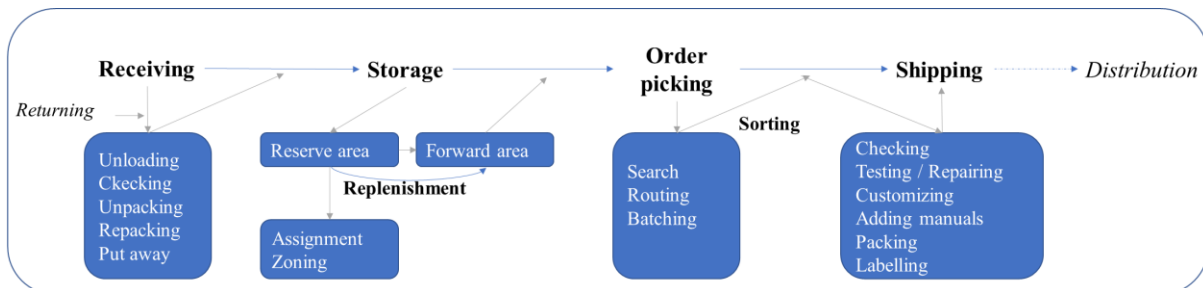 Receiving
Storage
Order
picking
Shipping
Distribution
Returning
Unloading
Ckecking
Unpacking
Repacking
Put away
Reserve area
Forward area
Replenishment
Assignment
Zoning
Search
Routing
Batching
Sorting
Checking
Testing / Repairing
Customizing
Adding manuals
Packing
Labelling